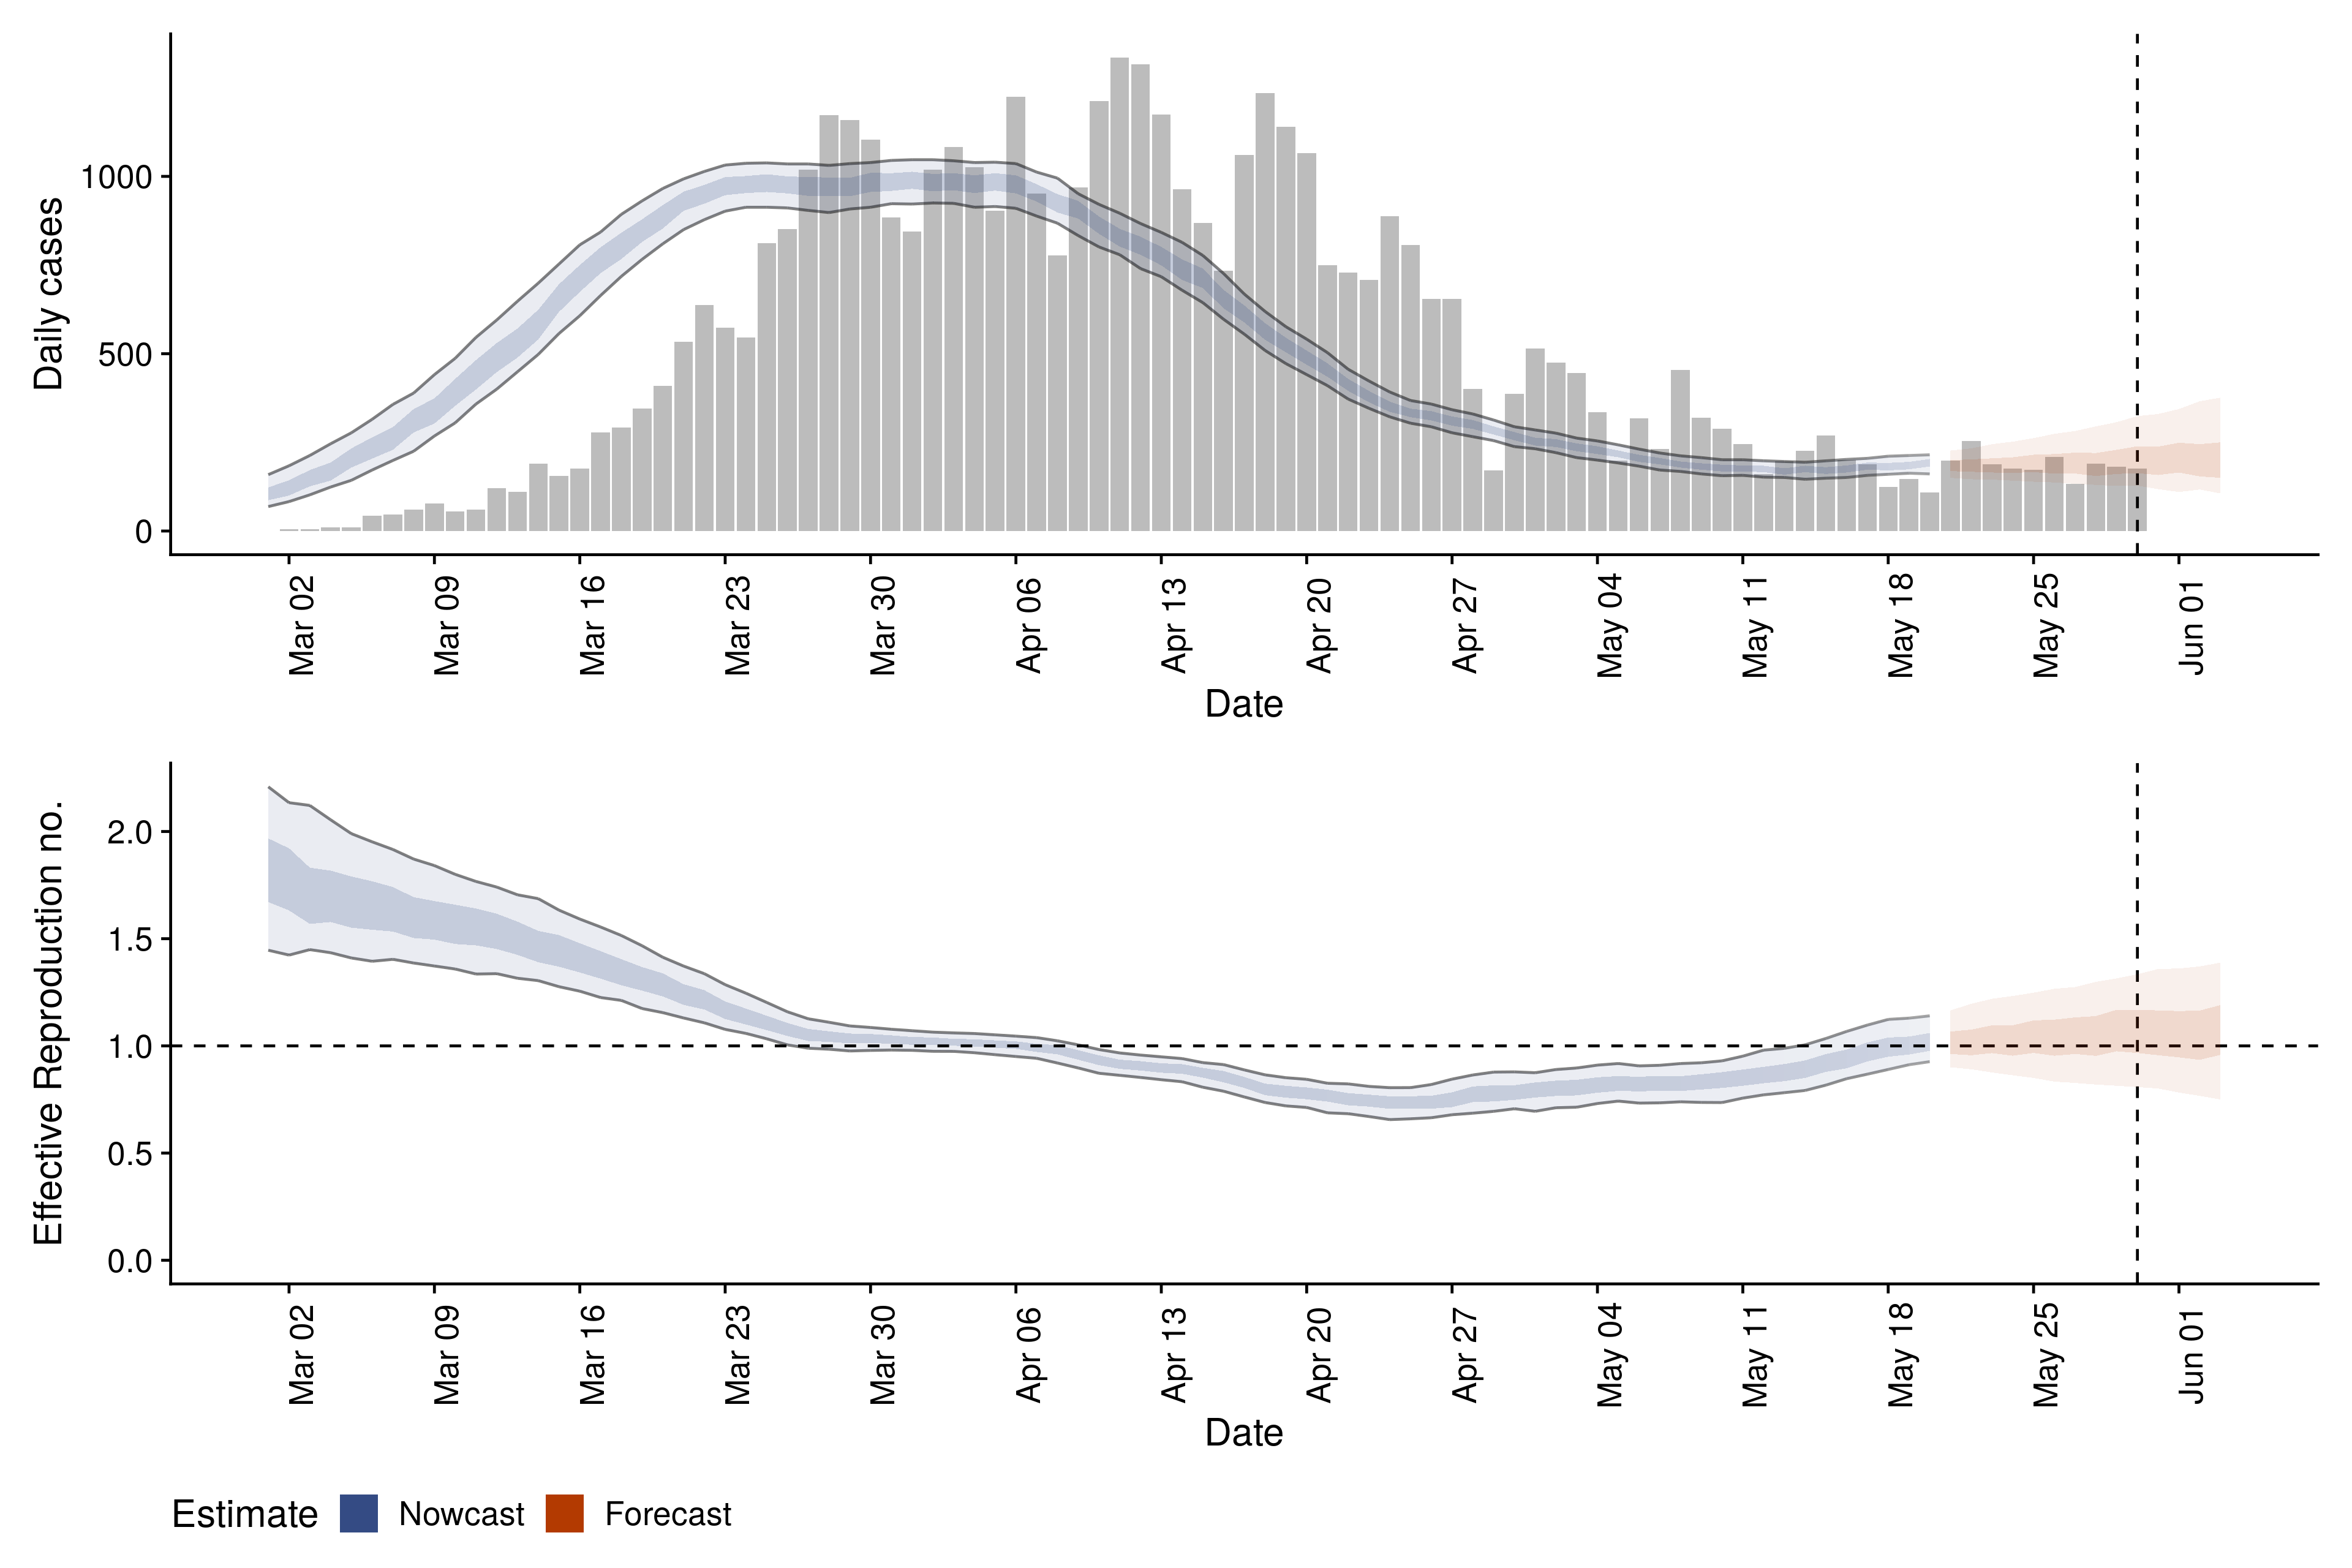 Daily cases
1000
500
0
Mar 02
Mar 09
Mar 16
Mar 23
Mar 30
Apr 06
Apr 13
Apr 20
Apr 27
May 04
May 11
May 18
May 25
Jun 01
Date
Effective Reproduction no.
2.0
1.5
1.0
0.5
0.0
Mar 02
Mar 09
Mar 16
Mar 23
Mar 30
Apr 06
Apr 13
Apr 20
Apr 27
May 04
May 11
May 18
May 25
Jun 01
Date
Estimate Nowcast Forecast